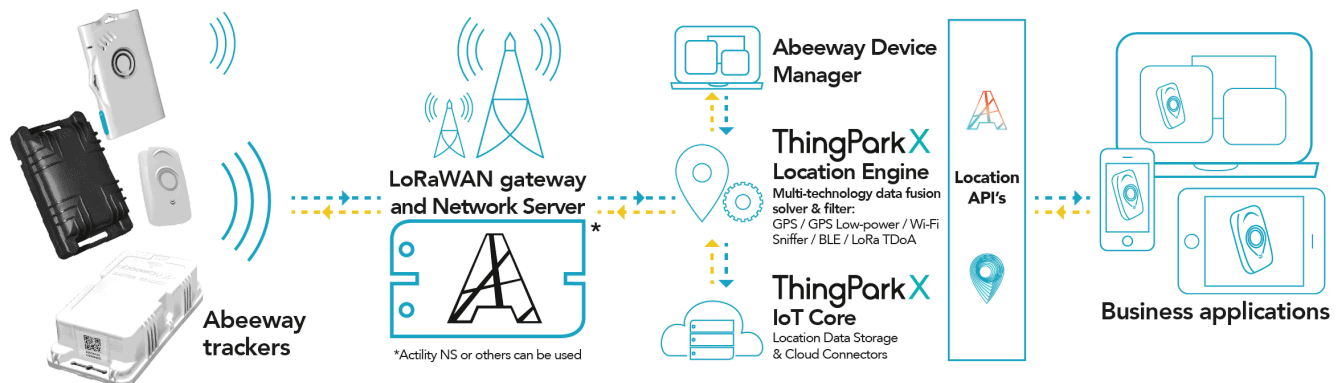 Abeeway
trackers
LoRaWAN gateway
and Network Server
*
*Actility NS or others can be used
Abeeway Device
Manager
ThingPark X
Location Engine
Multi-technology data fusion
solver & filter:
GPS / GPS Low-power / Wi-Fi
Sniffer / BLE / LoRa TDoA
ThingPark X
IoT Core
Location Data Storage
& Cloud Connectors
Location
API's
Business applications